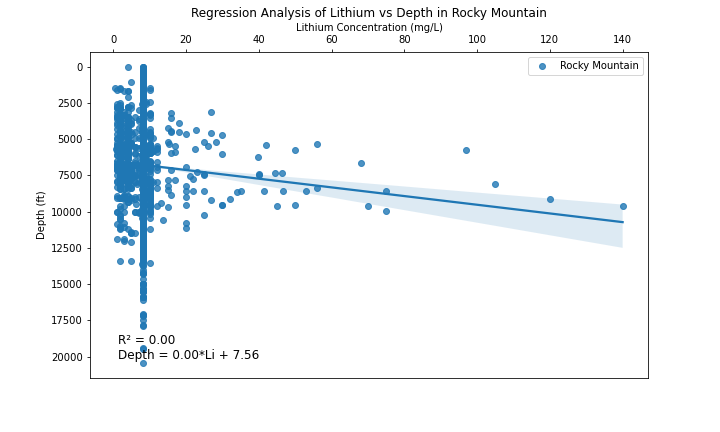 Regression Analysis of Lithium vs Depth in Rocky Mountain
Lithium Concentration (mg/L)
0 20 40 60 80 100 120 140
Rocky Mountain
0
2500
5000
7500
10000
12500
15000
17500
20000
Depth (ft)
R² = 0.00
Depth = 0.00*Li + 7.56